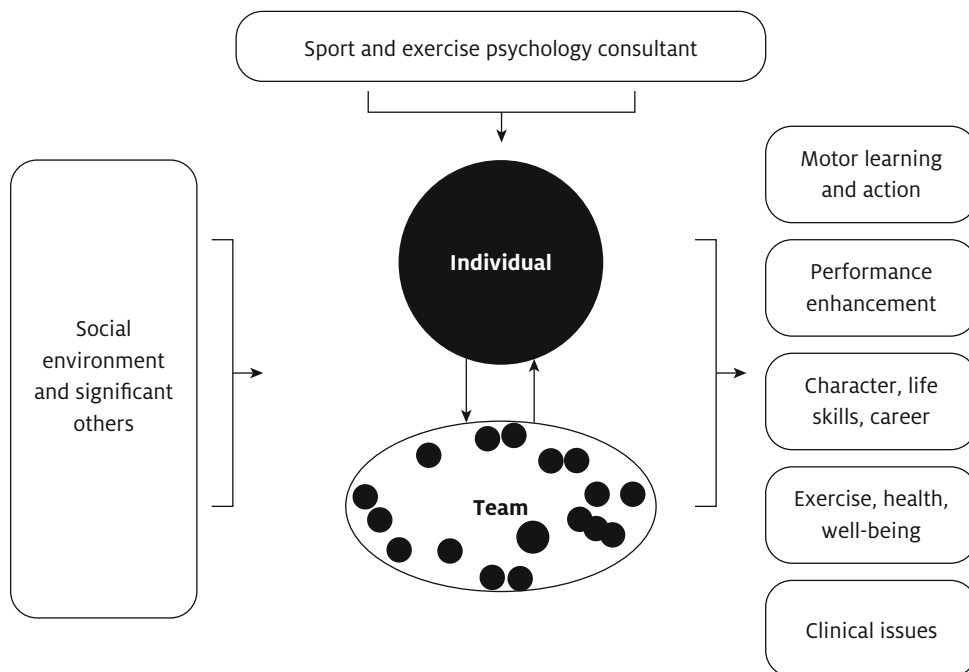 Sport and exercise psychology consultant
Social
environment
and significant
others
Individual
Team
Motor learning
and action
Performance
enhancement
Character, life
skills, career
Exercise, health,
well-being
Clinical issues